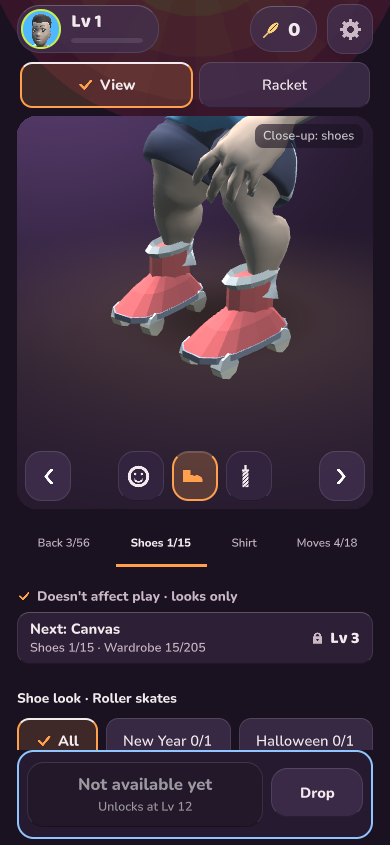 Lv 1
0
View
Racket
Close-up: shoes
Back 3/56
Shoes 1/15
Shirt
Moves 4/18
Doesn't affect play · looks only
Next: Canvas
Shoes 1/15 · Wardrobe 15/205
Lv 3
Shoe look · Roller skates
All
New Year 0/1
Halloween 0/1
Not available yet
Unlocks at Lv 12
Drop